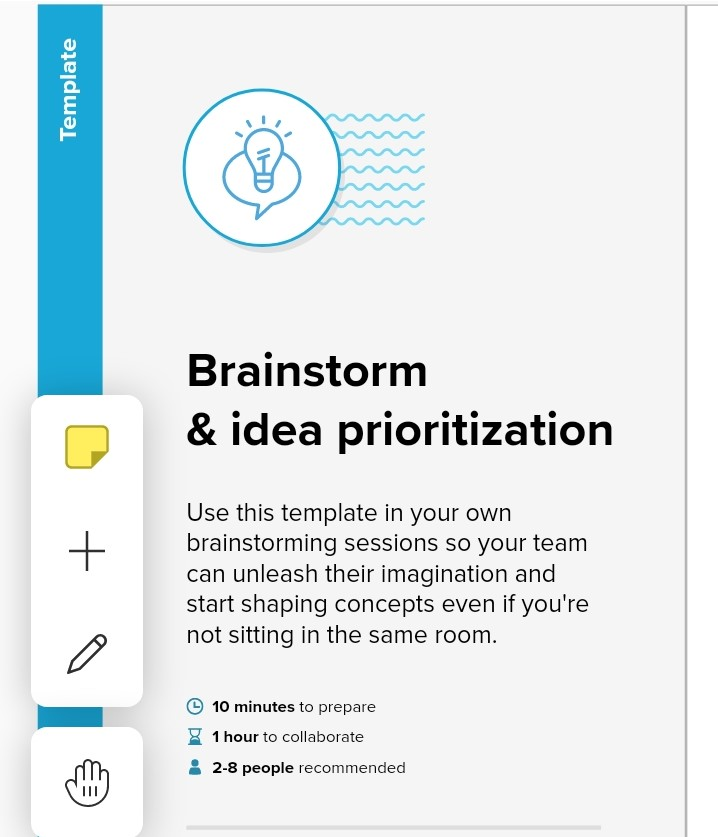 Template
Brainstorm
& idea prioritization
Use this template in your own
brainstorming sessions so your team
can unleash their imagination and
start shaping concepts even if you're
not sitting in the same room.
10 minutes to prepare
1 hour to collaborate
2-8 people recommended